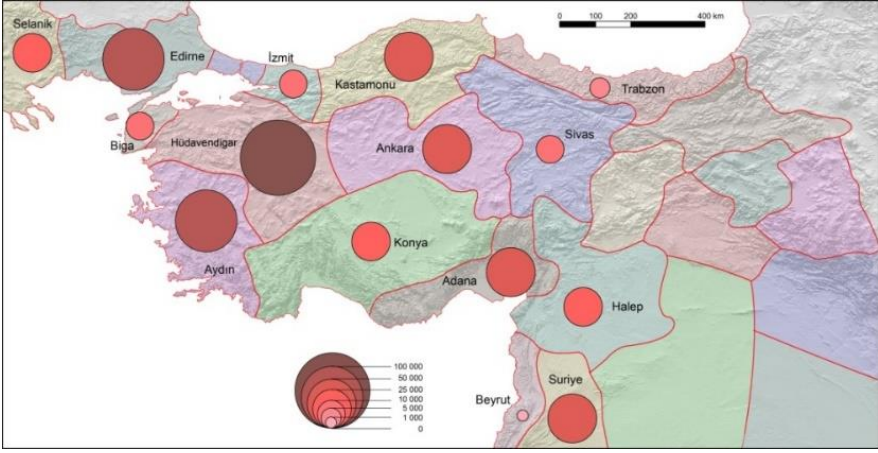 Selanik
0 100 200 400 km
Edirne
İzmit
Kastamonu
Trabzon
Biga
Hüdavendigar
Ankara
Sivas
Konya
Aydın
Adana
Halep
100 000
50 000
25 000
10 000
5 000
1 000
0
Beyrut
Suriye